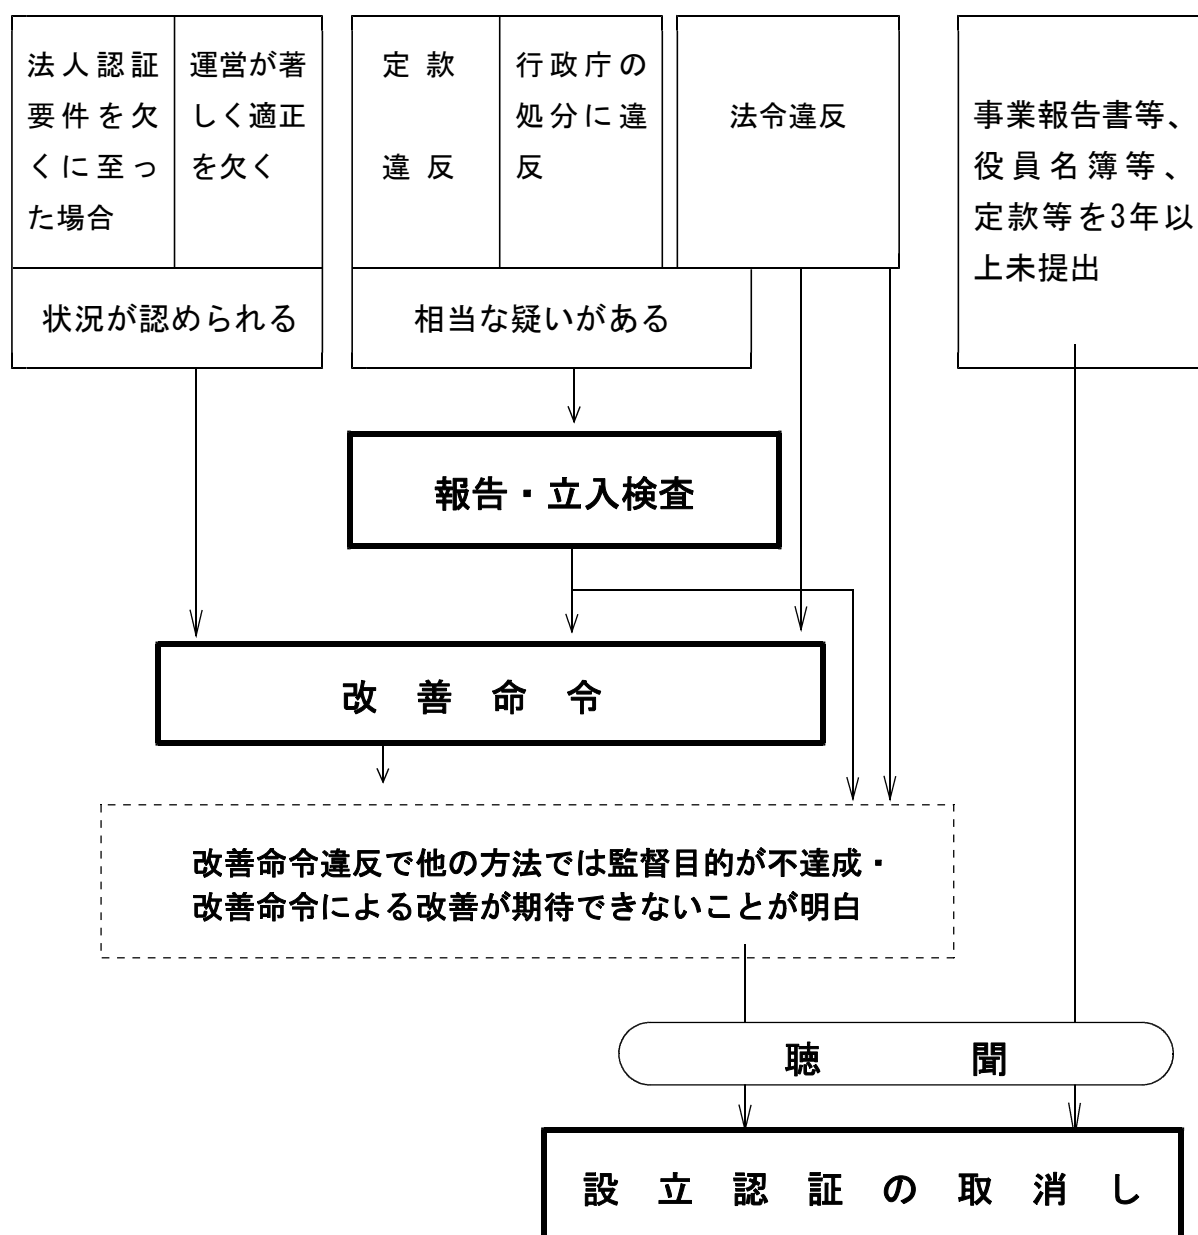 法人認証
要件を欠
くに至っ
た場合
運営が著
しく適正
を欠く
状況が認められる
定 款
違 反
行政庁の
処分に違
反
相当な疑いがある
法令違反
事業報告書等、
役員名簿等、
定款等を3年以
上未提出
報告・立入検査
改 善 命 令
改善命令違反で他の方法では監督目的が不達成・
改善命令による改善が期待できないことが明白
聴 聞
設 立 認 証 の 取 消 し